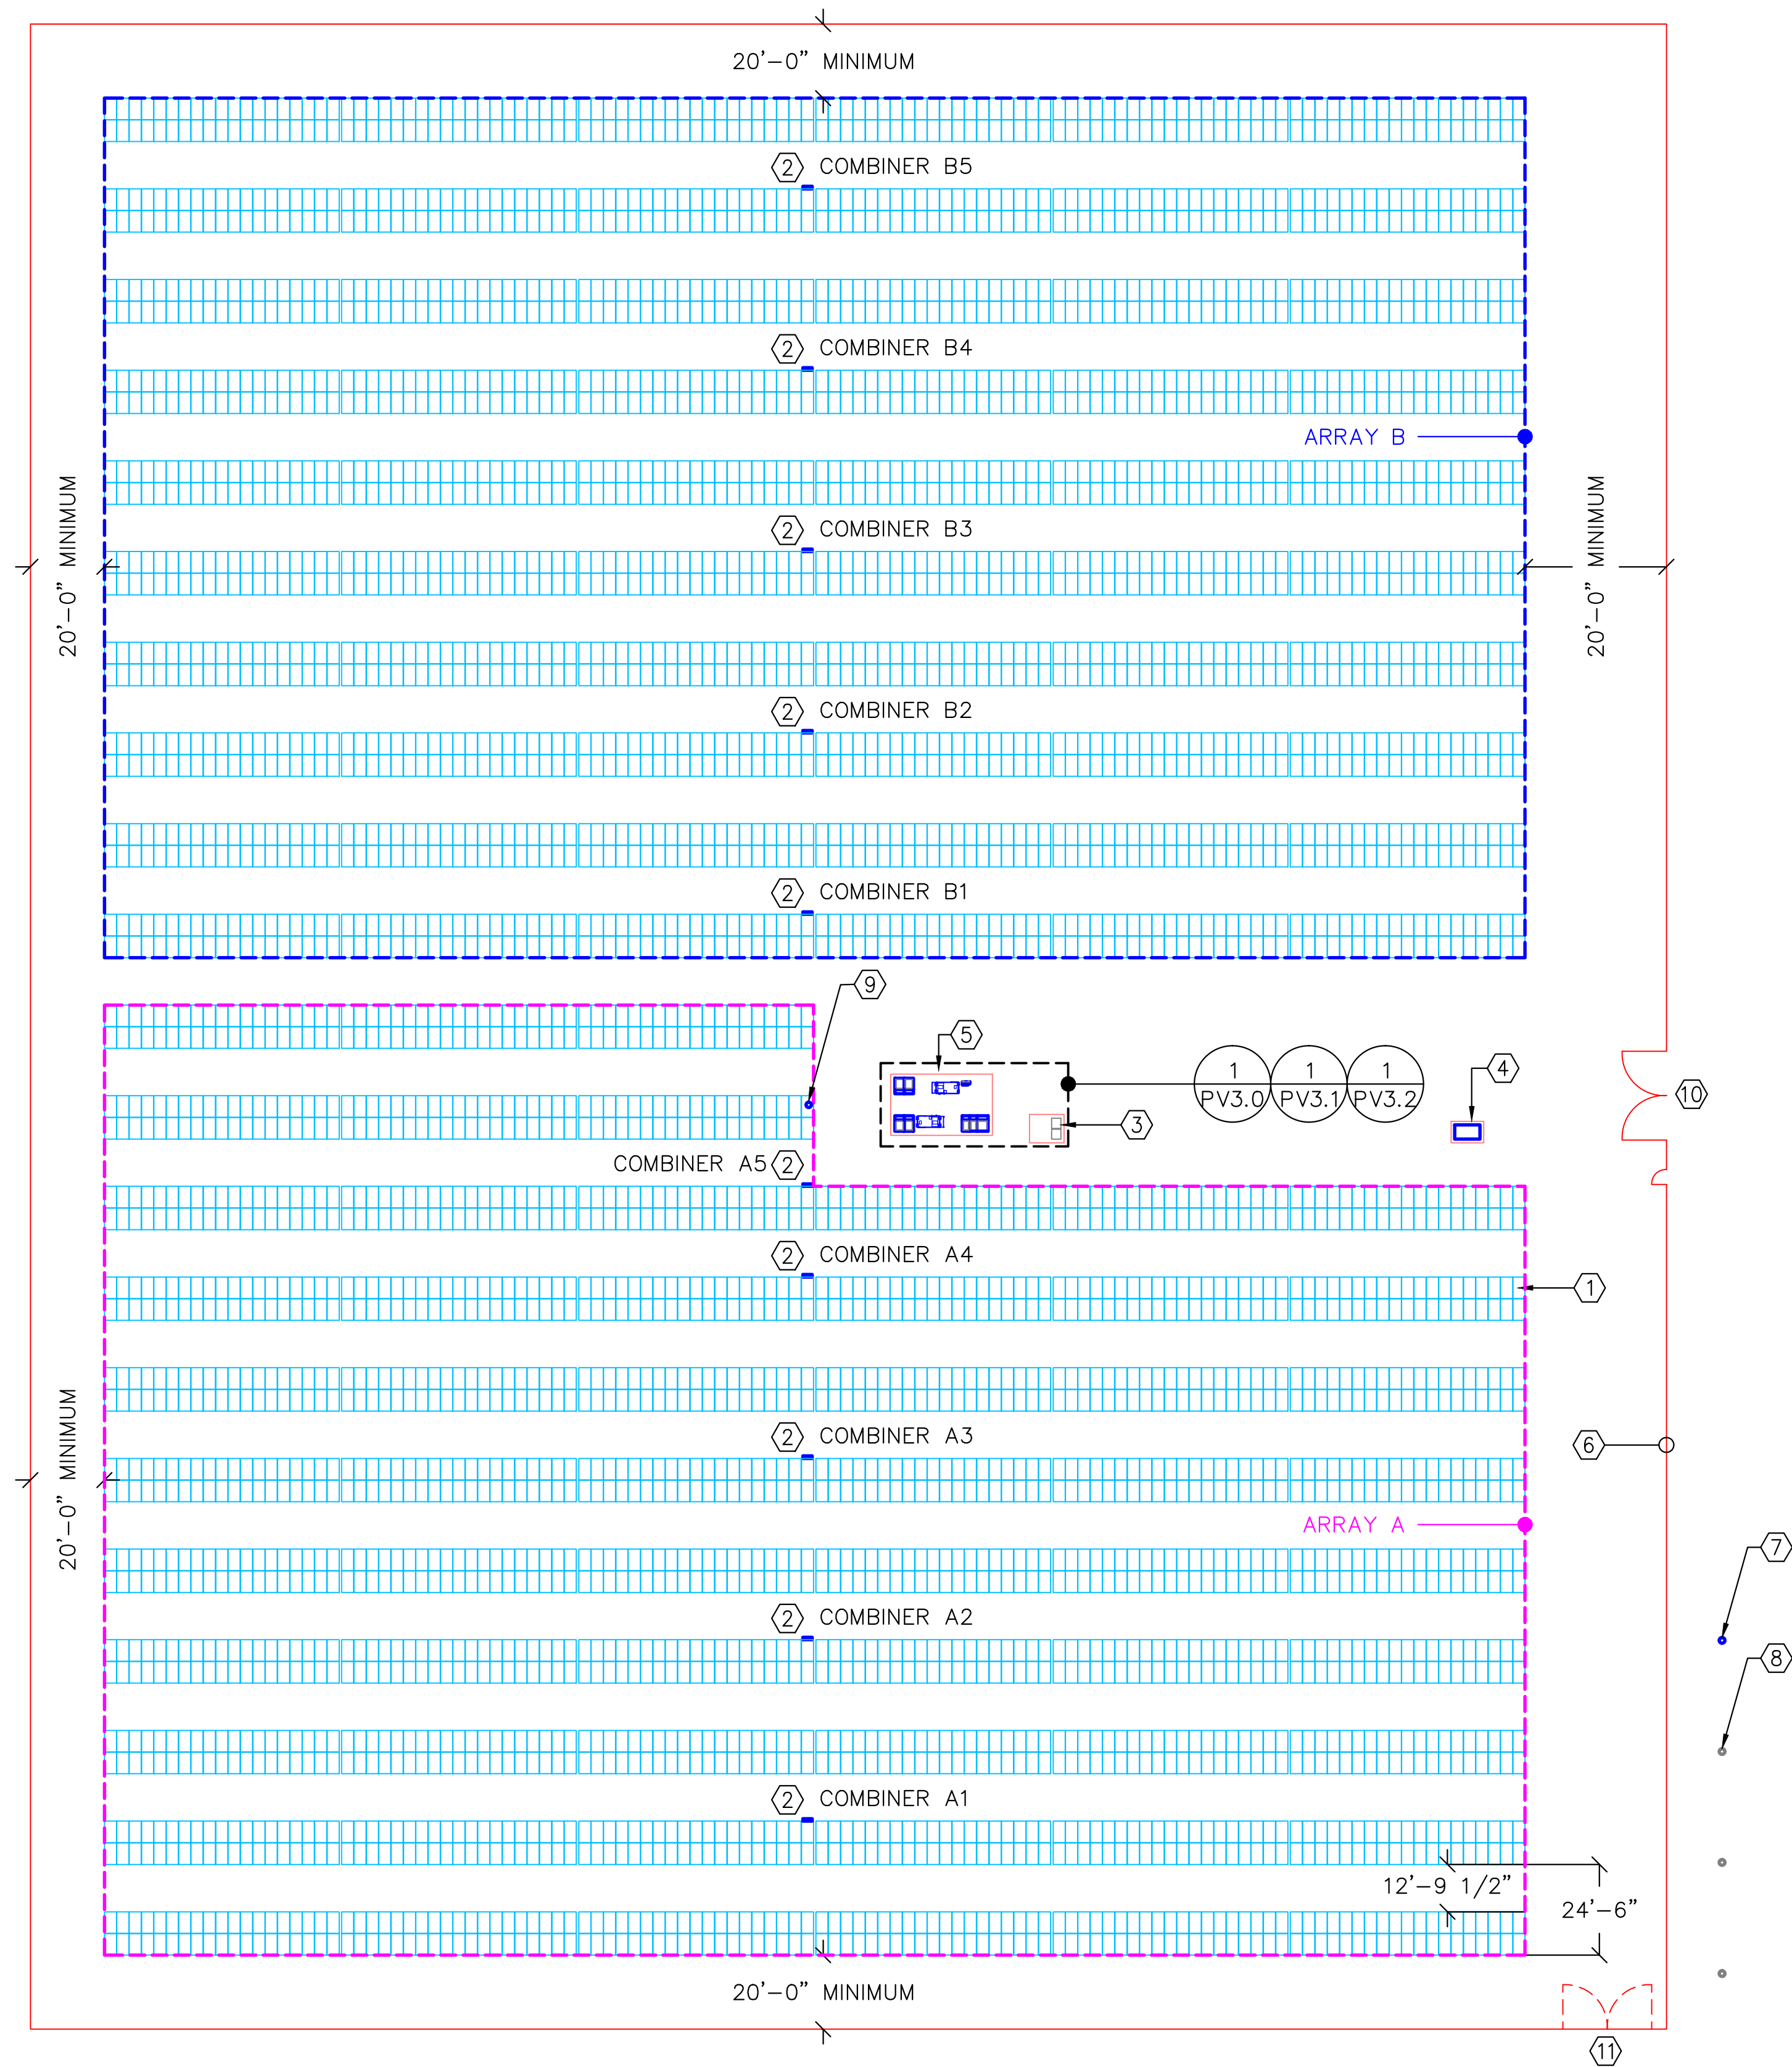 20'-0" MINIMUM
2 COMBINER B5
2 COMBINER B4
ARRAY B
20'-0" MINIMUM
20'-0" MINIMUM
2 COMBINER B3
2 COMBINER B2
2 COMBINER B1
9
5
1
PV3.0
1
PV3.1
1
PV3.2
4
10
3
COMBINER A5 2
2 COMBINER A4
1
20'-0" MINIMUM
2 COMBINER A3
6
ARRAY A
7
2 COMBINER A2
8
2 COMBINER A1
12'-9 1/2"
24'-6"
20'-0" MINIMUM
11